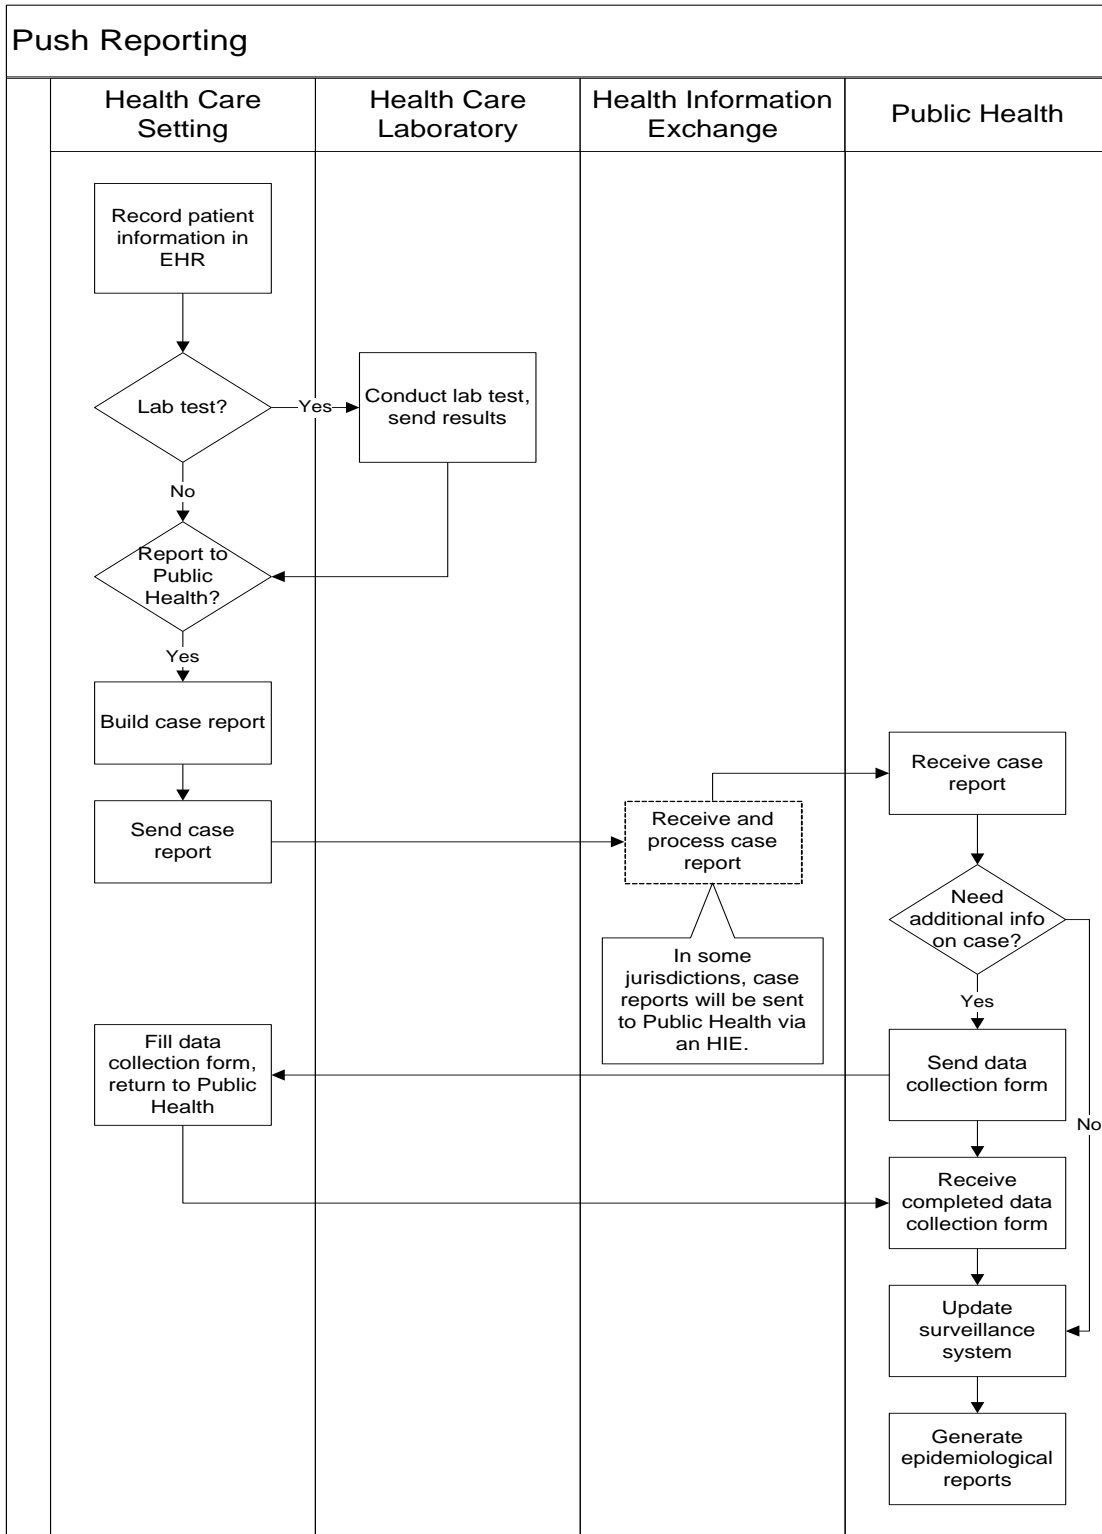 Push Reporting
Health Care
Setting
Health Care
Laboratory
Health Information
Exchange
Public Health
Record patient
information in
EHR
Lab test?
Yes
Conduct lab test,
send results
No
Report to
Public
Health?
Yes
Build case report
Send case
report
Receive and
process case
report
In some
jurisdictions, case
reports will be sent
to Public Health via
an HIE.
Receive case
report
Need
additional info
on case?
Yes
No
Send data
collection form
Fill data
collection form,
return to Public
Health
Receive
completed data
collection form
Update
surveillance
system
Generate
epidemiological
reports